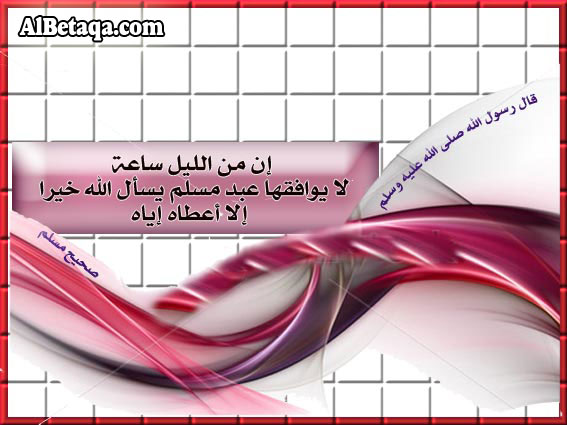 AlBetaqa.com
قال رسول الله صلى الله عليه وسلم
إن من الليل ساعة
لا يوافقها عبد مسلم يسأل الله خيرا
إلا أعطاه إياه
صحيح مسلم